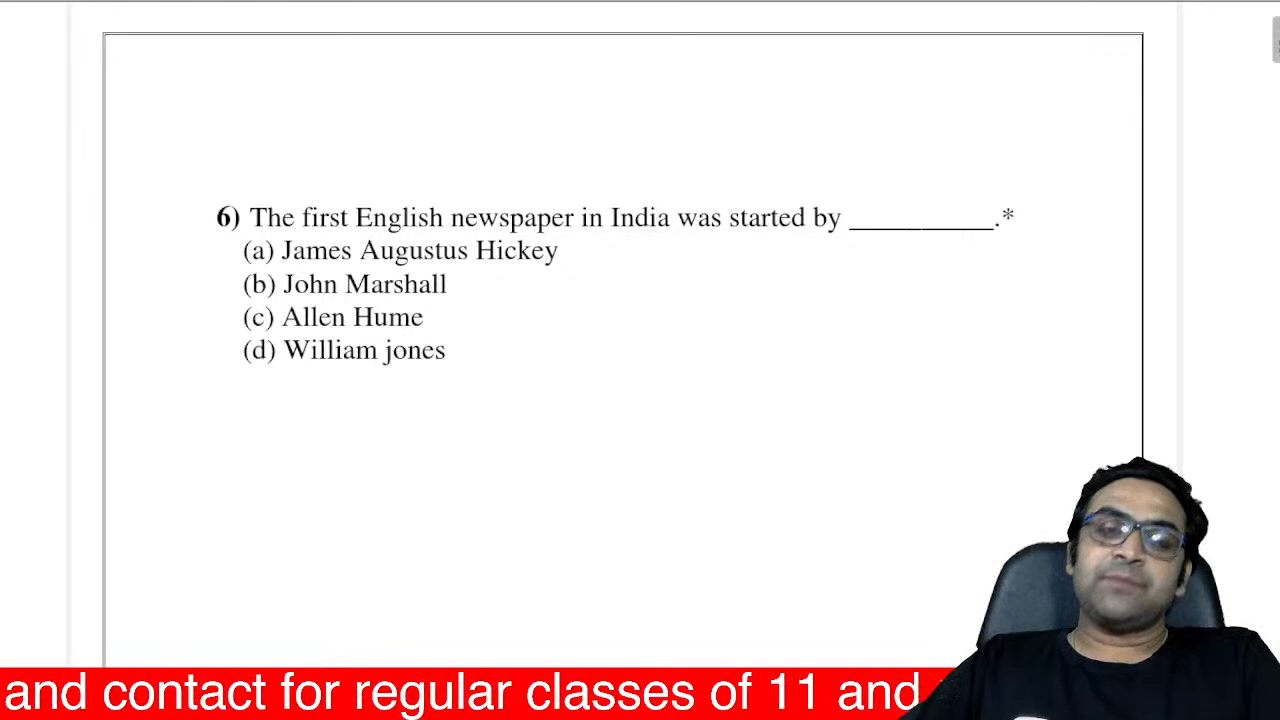 6) The first English newspaper in India was started by __________.*
(a) James Augustus Hickey
(b) John Marshall
(c) Allen Hume
(d) William jones
and contact for regular classes of 11 and